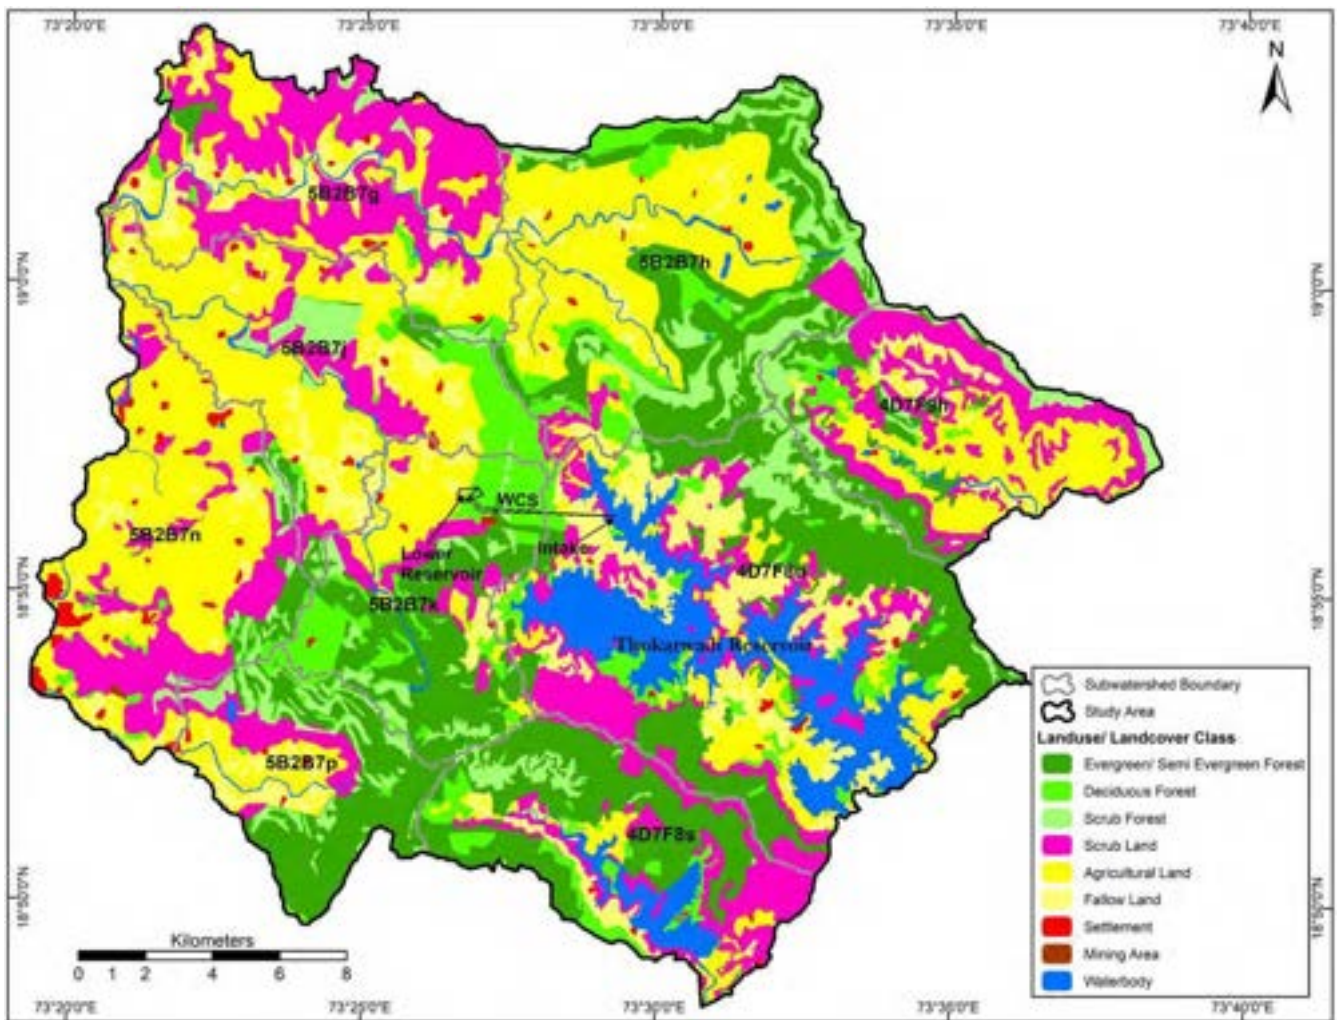 73°20'0"E 73°25'0"E 73°30'0"E 73°35'0"E 73°40'0"E
N
5B2B7g
5B2B7h
19°0'0"N 19°0'0"N
5B2B7j
4D7F8h
WCS
5B2B7n
Intake
Lower
Reservoir
18°55'0"N 18°55'0"N
5B2B7k
Thokarwadi Reservoir
5B2B7p
4D7F8s
18°50'0"N 18°50'0"N
Subwatershed Boundary
Study Area
Landuse/ Landcover Class
Evergreen/ Semi Evergreen Forest
Deciduous Forest
Scrub Forest
Scrub Land
Agricultural Land
Fallow Land
Settlement
Mining Area
Waterbody
Kilometers
0 1 2 4 6 8
73°20'0"E 73°25'0"E 73°30'0"E 73°35'0"E 73°40'0"E